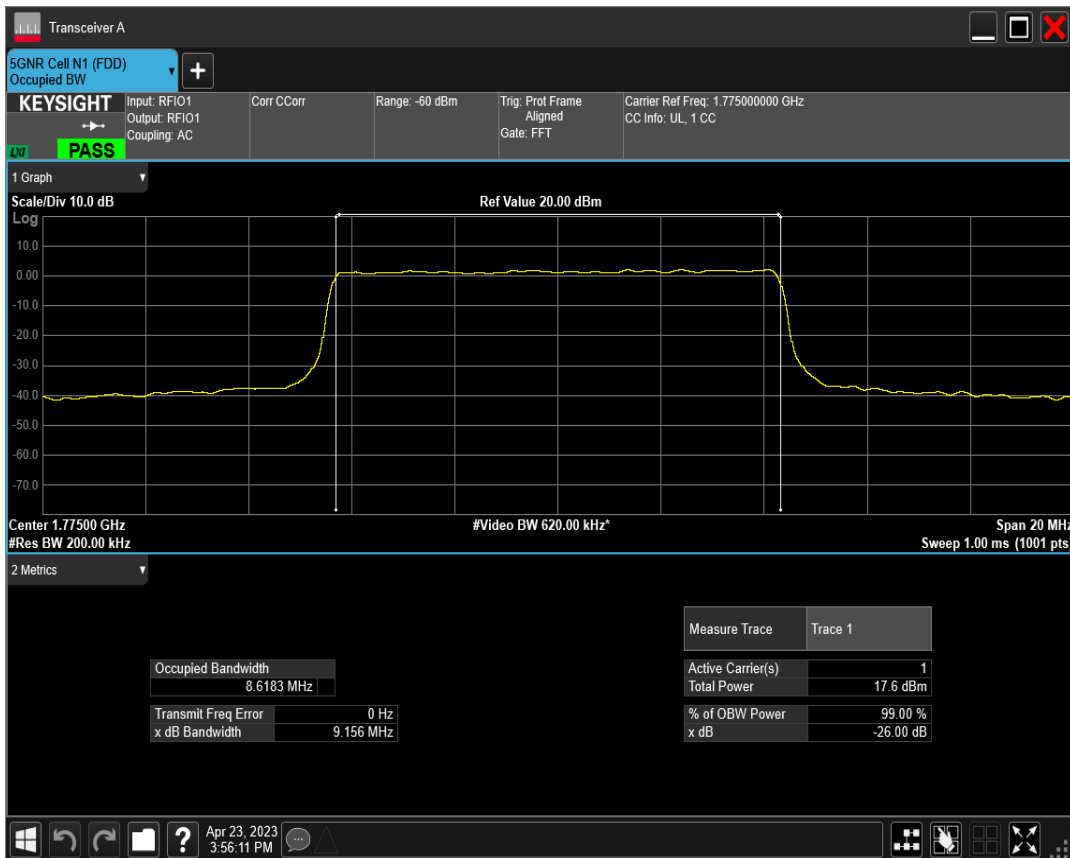 Transceiver A
5GNR Cell N1 (FDD)
Occupied BW
+
KEYSIGHT
LXI
PASS
Input: RFIO1
Output: RFIO1
Coupling: AC
Corr CCorr
Range: -60 dBm
Trig: Prot Frame
Aligned
Gate: FFT
Carrier Ref Freq: 1.775000000 GHz
CC Info: UL, 1 CC
1 Graph
Scale/Div 10.0 dB
Ref Value 20.00 dBm
Log
10.0
0.00
-10.0
-20.0
-30.0
-40.0
-50.0
-60.0
-70.0
Center 1.77500 GHz
#Video BW 620.00 kHz*
Span 20 MHz
#Res BW 200.00 kHz
Sweep 1.00 ms (1001 pts)
2 Metrics
Measure Trace Trace 1
Occupied Bandwidth
8.6183 MHz
Active Carrier(s) 1
Total Power 17.6 dBm
Transmit Freq Error 0 Hz
x dB Bandwidth 9.156 MHz
% of OBW Power 99.00 %
x dB -26.00 dB
?
Apr 23, 2023
3:56:11 PM